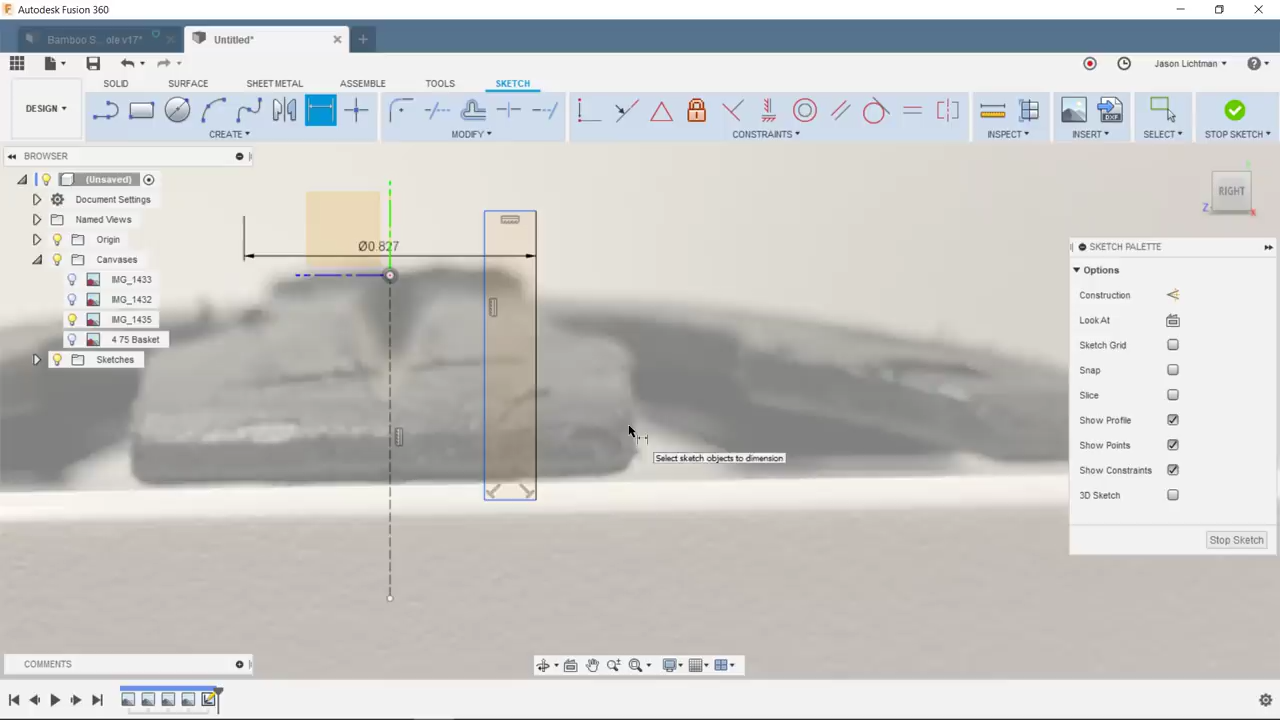 Autodesk Fusion 360
Bamboo S... ole v17*
Untitled*
Jason Lichtman
DESIGN
SOLID SURFACE SHEET METAL ASSEMBLE TOOLS SKETCH
CREATE MODIFY CONSTRAINTS INSPECT INSERT SELECT STOP SKETCH
DXF
BROWSER
(Unsaved)
Document Settings
Named Views
Origin
Canvases
IMG_1433
IMG_1432
IMG_1435
4 75 Basket
Sketches
Ø0.827
Select sketch objects to dimension
RIGHT
Z
X
SKETCH PALETTE
Options
Construction
Look At
Sketch Grid
Snap
Slice
Show Profile
Show Points
Show Constraints
3D Sketch
Stop Sketch
COMMENTS